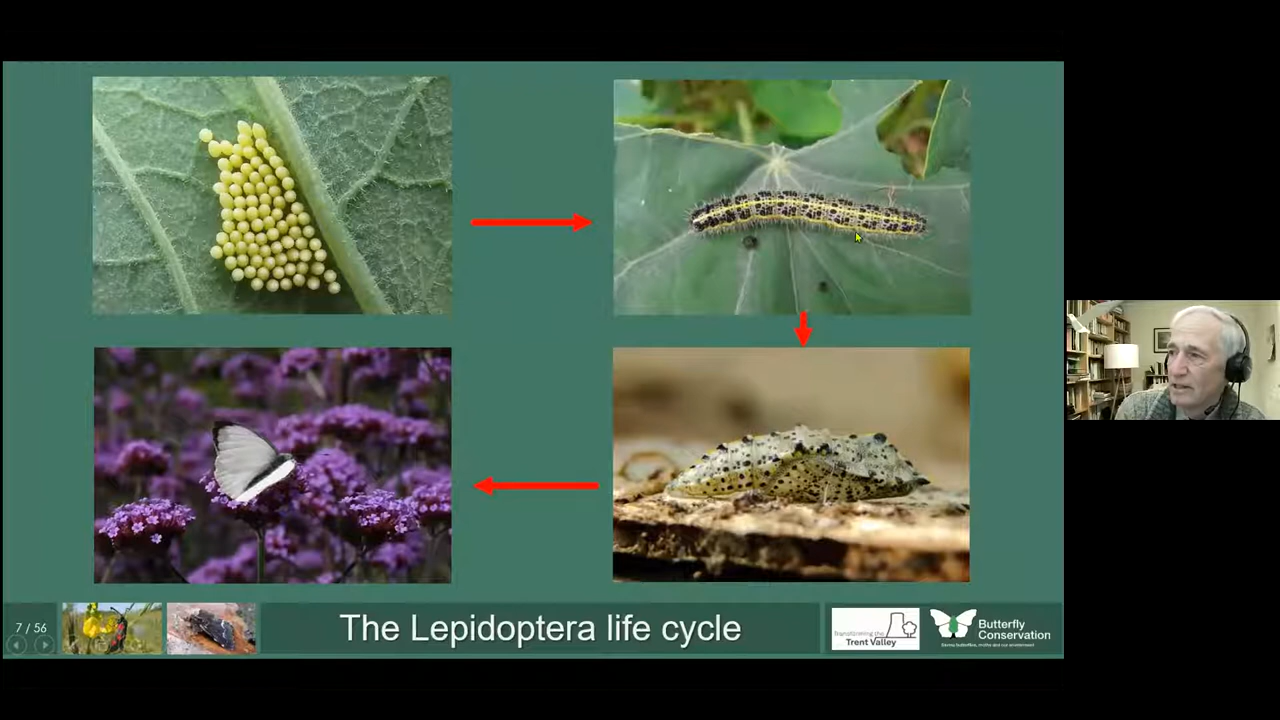 7 / 56
The Lepidoptera life cycle
Transforming the
Trent Valley
Butterfly
Conservation